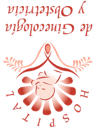 HOSPITAL
de Ginecología
y Obstetricia